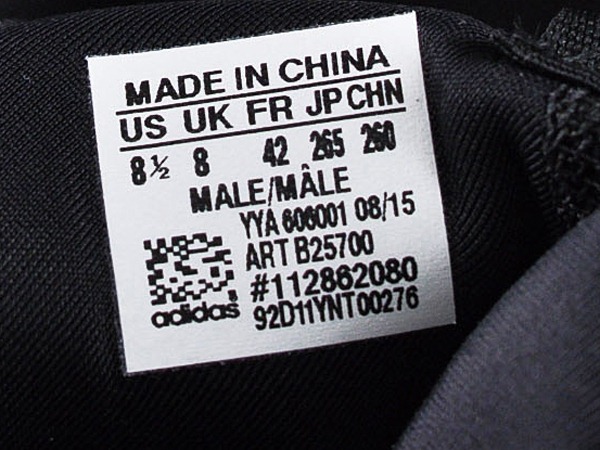 MADE IN CHINA
US UK FR JP CHN
8½ 8 42 265 260
MALE/MÂLE
YYA 606001 08/15
ART B25700
#112862080
adidas 92D11YNT00276